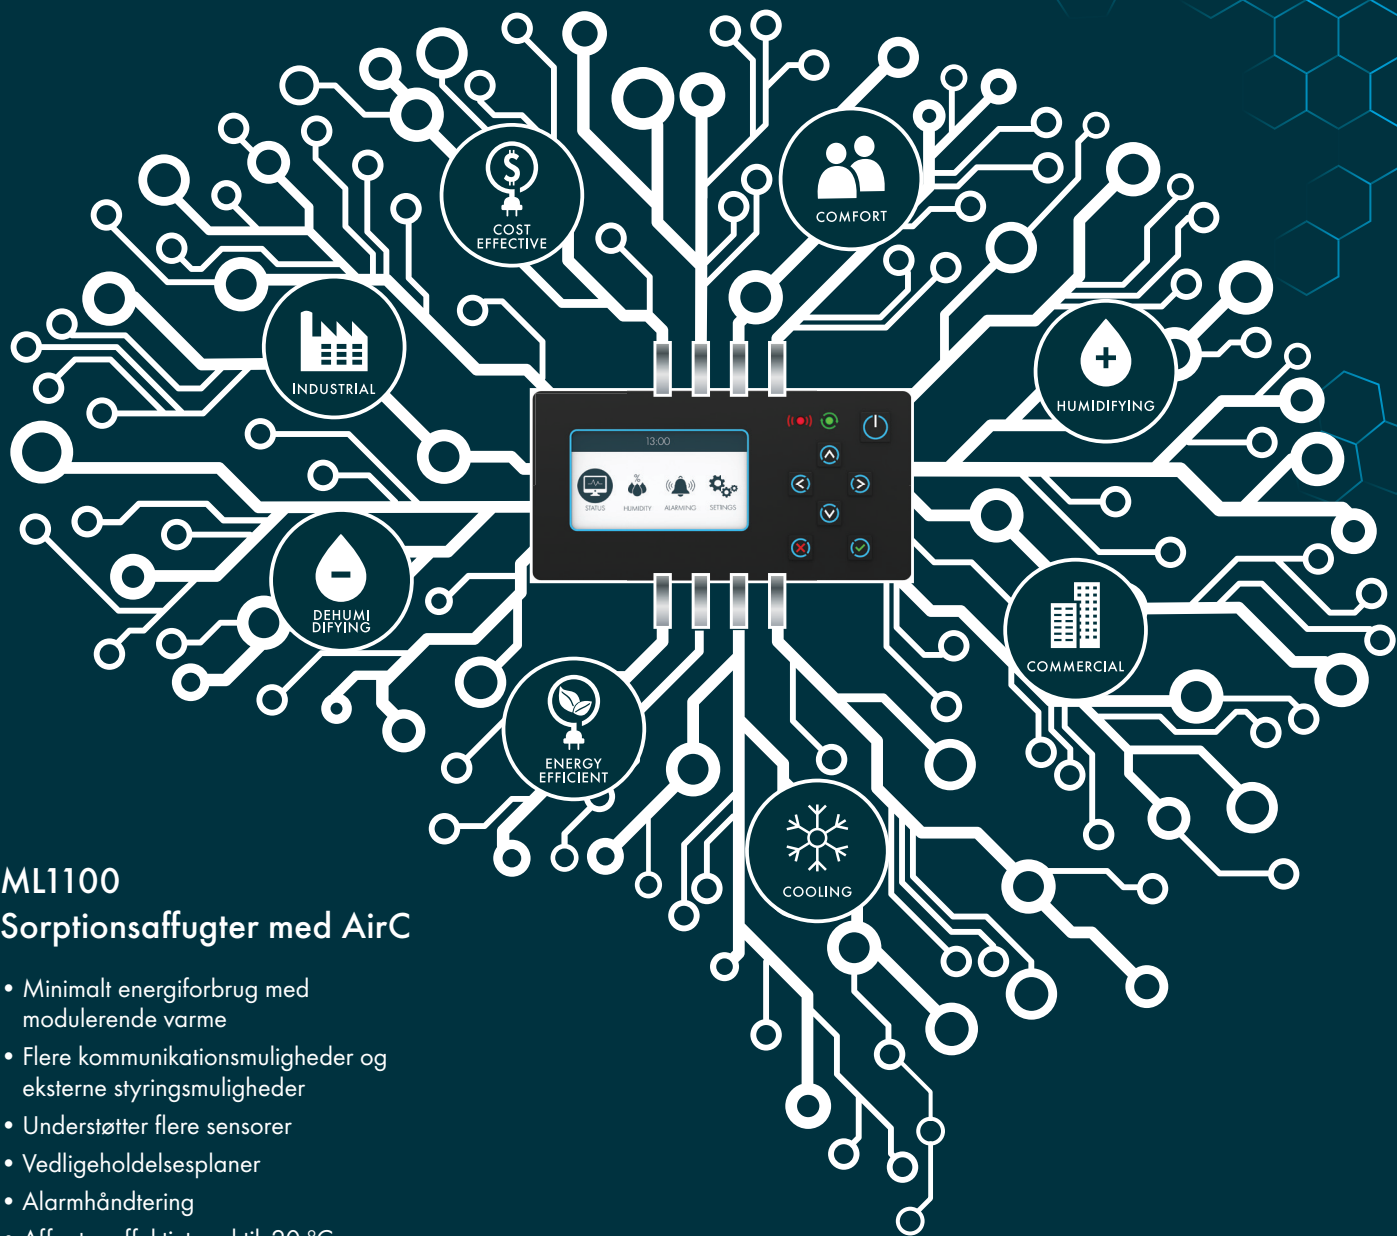 COST
EFFECTIVE
COMFORT
INDUSTRIAL
HUMIDIFYING
13:00
STATUS
%
HUMIDITY
ALARMING
SETTINGS
DEHUMI
DIFYING
COMMERCIAL
ENERGY
EFFICIENT
COOLING
ML1100
Sorptionsaffugter med AirC
• Minimalt energiforbrug med
modulerende varme
• Flere kommunikationsmuligheder og
eksterne styringsmuligheder
• Understøtter flere sensorer
• Vedligeholdelsesplaner
• Alarmhåndtering